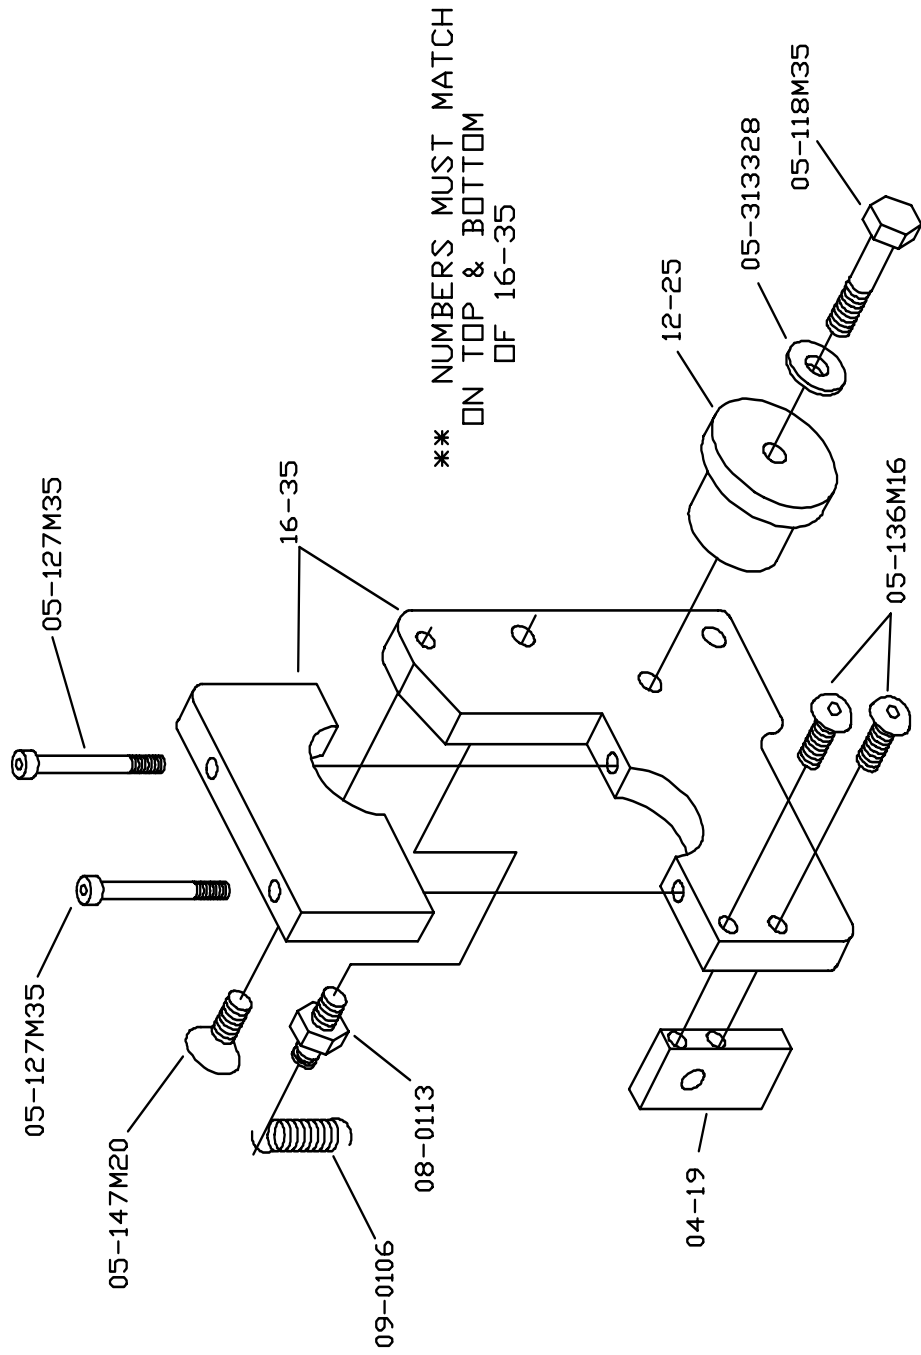 ** NUMBERS MUST MATCH
ON TOP & BOTTOM
OF 16-35
05-127M35
05-127M35
05-147M20
09-0106
08-0113
16-35
12-25
05-313328
05-118M35
05-136M16
04-19